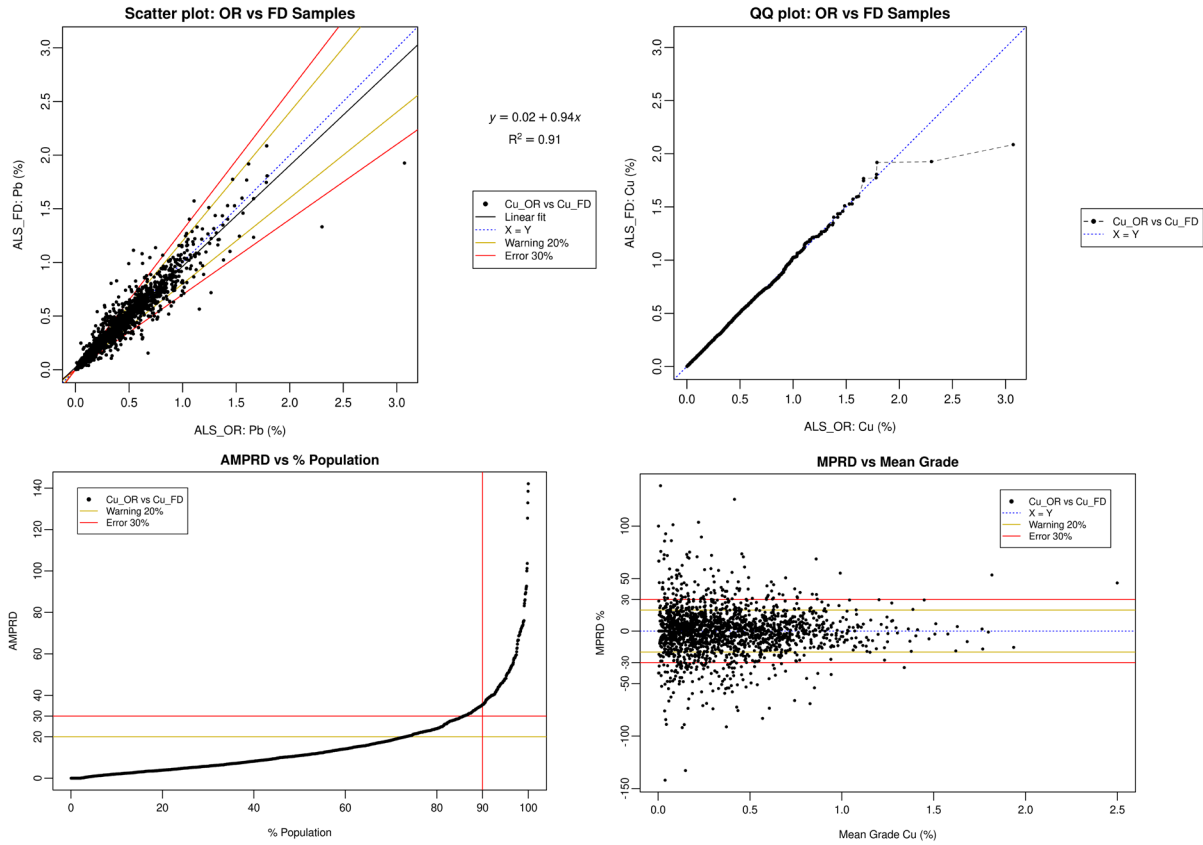 Scatter plot: OR vs FD Samples
3.0
2.5
2.0
1.5
1.0
0.5
0.0
ALS_FD: Pb (%)
0.0 0.5 1.0 1.5 2.0 2.5 3.0
ALS_OR: Pb (%)
y = 0.02 + 0.94x
R² = 0.91
Cu_OR vs Cu_FD
Linear fit
X = Y
Warning 20%
Error 30%
QQ plot: OR vs FD Samples
3.0
2.5
2.0
1.5
1.0
0.5
0.0
ALS_FD: Cu (%)
0.0 0.5 1.0 1.5 2.0 2.5 3.0
ALS_OR: Cu (%)
Cu_OR vs Cu_FD
X = Y
AMPRD vs % Population
Cu_OR vs Cu_FD
Warning 20%
Error 30%
140
120
100
80
60
40
30
20
0
AMPRD
0 20 40 60 80 90 100
% Population
MPRD vs Mean Grade
Cu_OR vs Cu_FD
X = Y
Warning 20%
Error 30%
100
50
30
0
-30
-50
-100
-150
MPRD %
0.0 0.5 1.0 1.5 2.0 2.5
Mean Grade Cu (%)